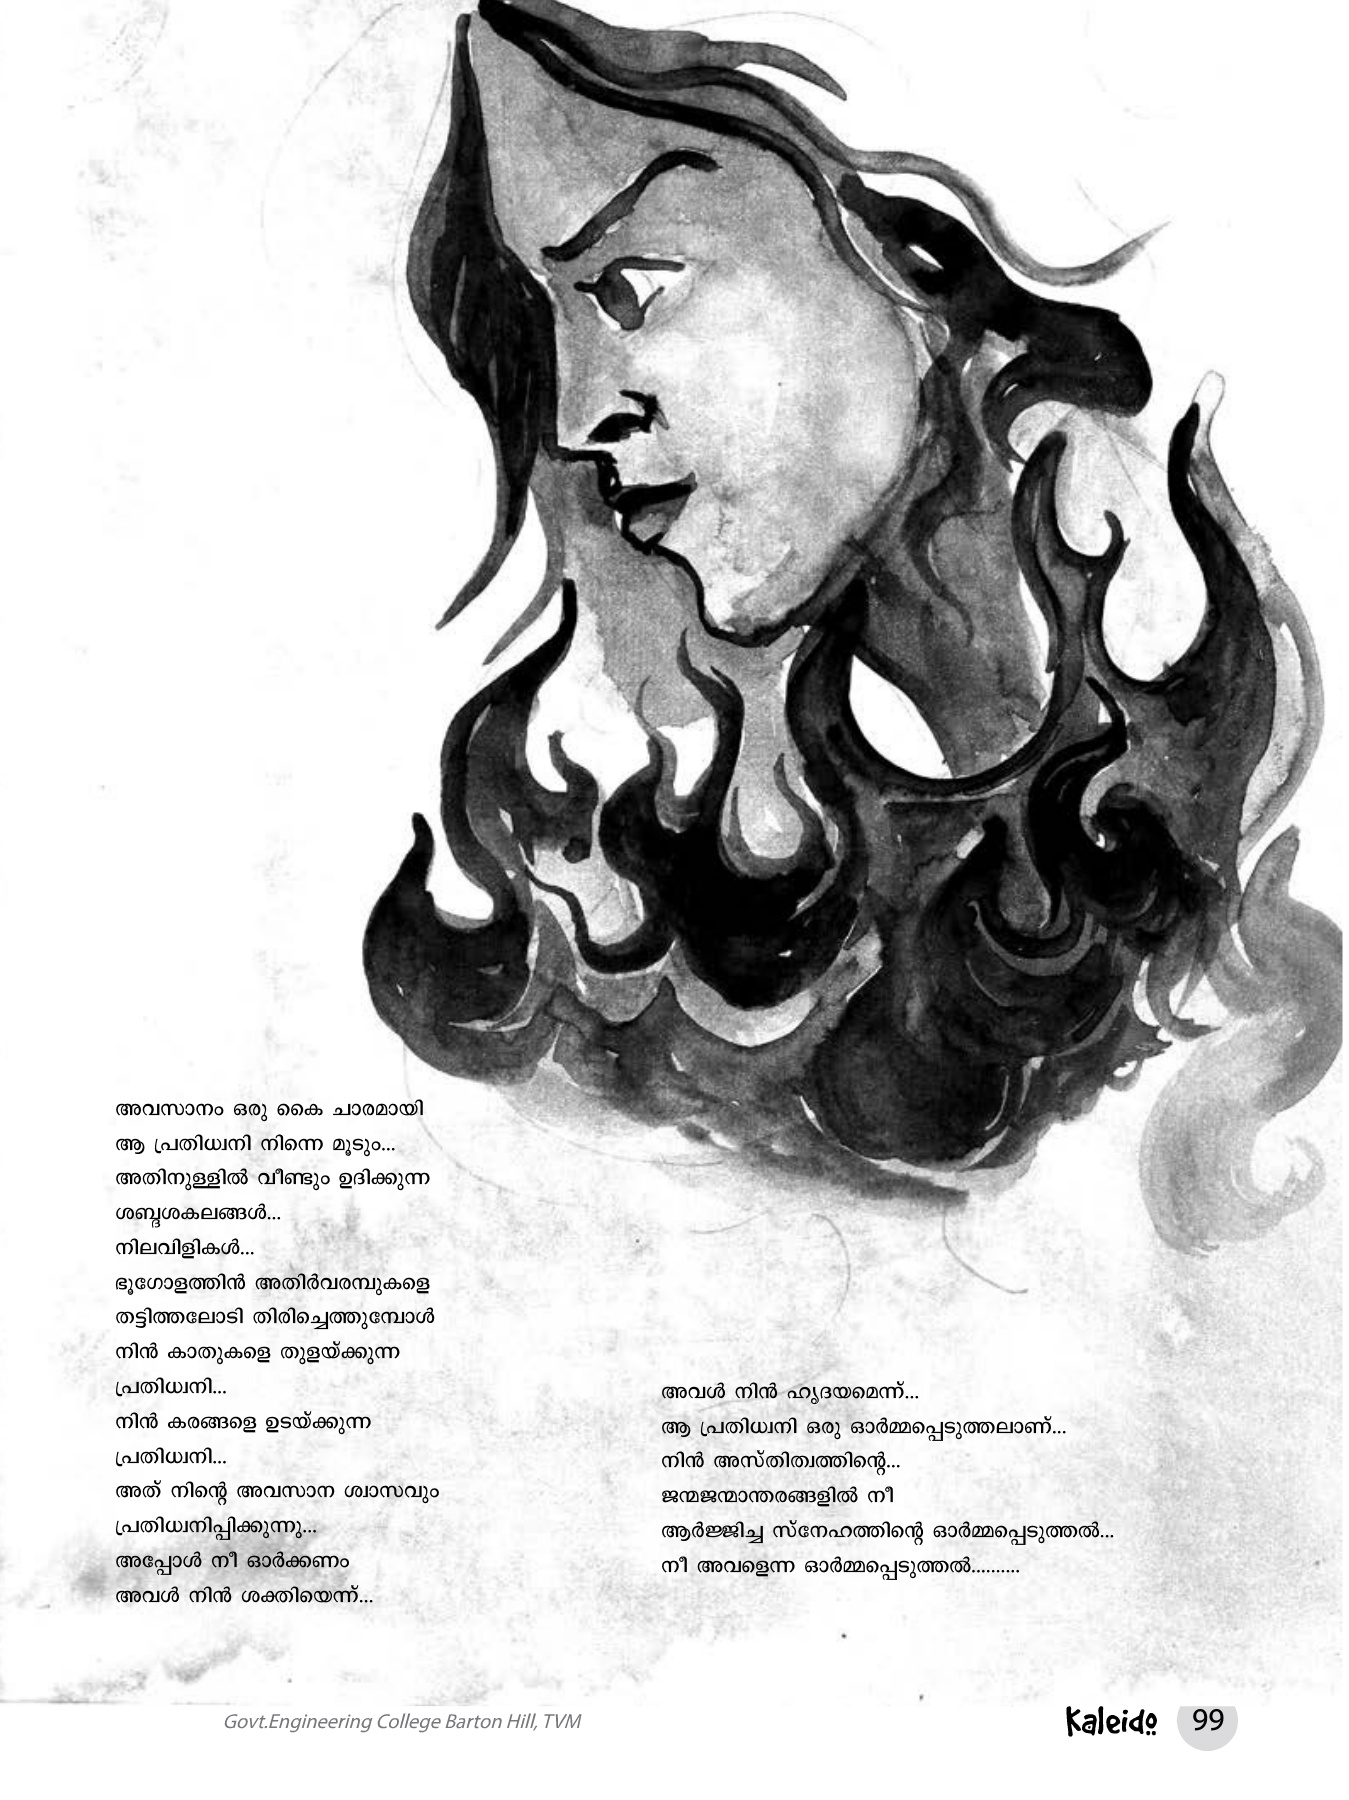 അവസാനം ഒരു കൈ ചാരമായി
ആ പ്രതിധ്വനി നിന്നെ മൂടും...
അതിനുള്ളിൽ വീണ്ടും ഉദിക്കുന്ന
ശബ്ദശകലങ്ങൾ...
നിലവിളികൾ...
ഭൂഗോളത്തിൻ അതിർവരമ്പുകളെ
തട്ടിത്തലോടി തിരിച്ചെത്തുമ്പോൾ
നിൻ കാതുകളെ തുളയ്ക്കുന്ന
പ്രതിധ്വനി...
നിൻ കരങ്ങളെ ഉടയ്ക്കുന്ന
പ്രതിധ്വനി...
അത് നിന്റെ അവസാന ശ്വാസവും
പ്രതിധ്വനിപ്പിക്കുന്നു...
അപ്പോൾ നീ ഓർക്കണം
അവൾ നിൻ ശക്തിയെന്ന്...
അവൾ നിൻ ഹൃദയമെന്ന്...
ആ പ്രതിധ്വനി ഒരു ഓർമ്മപ്പെടുത്തലാണ്...
നിൻ അസ്തിത്വത്തിന്റെ...
ജന്മജന്മാന്തരങ്ങളിൽ നീ
ആർജ്ജിച്ച സ്നേഹത്തിന്റെ ഓർമ്മപ്പെടുത്തൽ...
നീ അവളെന്ന ഓർമ്മപ്പെടുത്തൽ..........
Govt.Engineering College Barton Hill, TVM
Kaleido 99